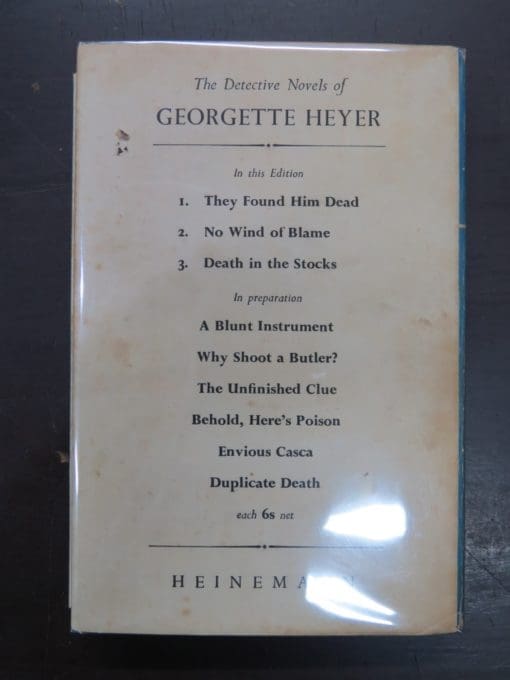 The Detective Novels of
GEORGETTE HEYER
In this Edition
1. They Found Him Dead
2. No Wind of Blame
3. Death in the Stocks
In preparation
A Blunt Instrument
Why Shoot a Butler?
The Unfinished Clue
Behold, Here's Poison
Envious Casca
Duplicate Death
each 6s net
HEINEMANN